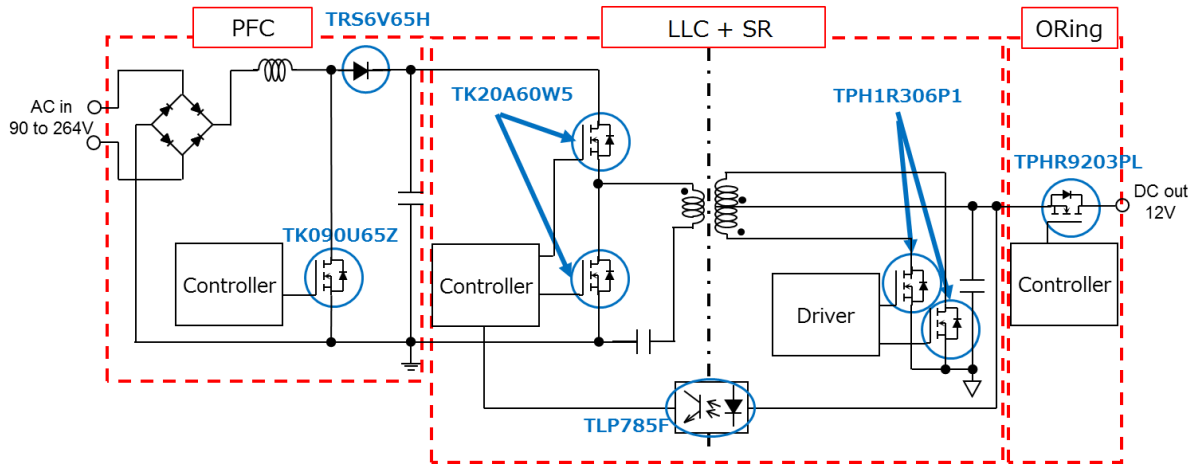 PFC
TRS6V65H
LLC + SR
ORing
AC in
90 to 264V
TK20A60W5
TPH1R306P1
TPHR9203PL
DC out
12V
TK090U65Z
Controller
Controller
Driver
Controller
TLP785F